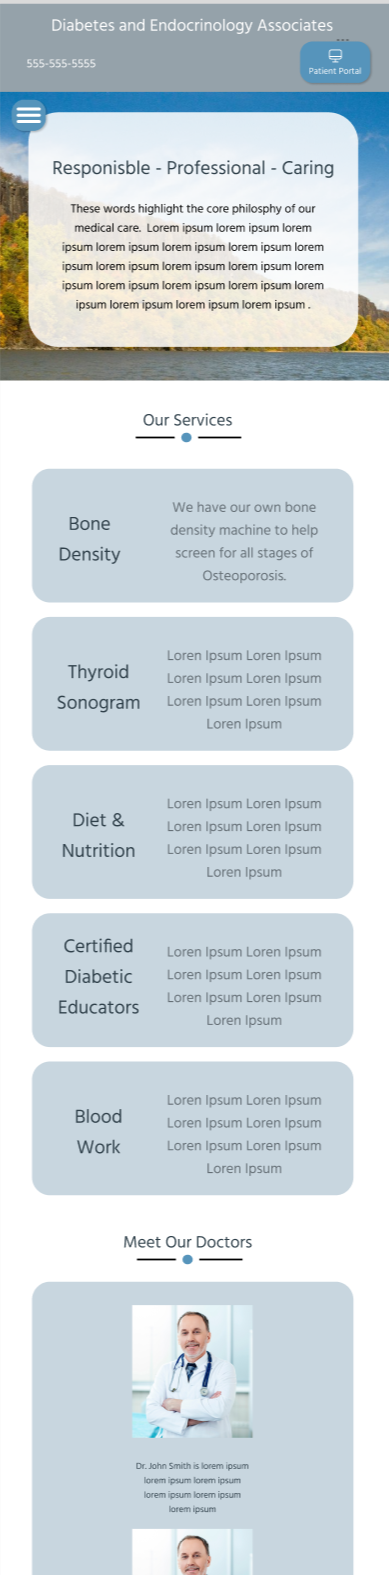 Diabetes and Endocrinology Associates
555-555-5555
Patient Portal
Responisble - Professional - Caring
These words highlight the core philosphy of our
medical care. Lorem ipsum lorem ipsum lorem
ipsum lorem ipsum lorem ipsum lorem ipsum lorem
ipsum lorem ipsum lorem ipsum lorem ipsum lorem
ipsum lorem ipsum lorem ipsum lorem ipsum lorem
ipsum lorem ipsum lorem ipsum lorem ipsum .
Our Services
Bone
Density
We have our own bone
density machine to help
screen for all stages of
Osteoporosis.
Thyroid
Sonogram
Loren Ipsum Loren Ipsum
Loren Ipsum Loren Ipsum
Loren Ipsum Loren Ipsum
Loren Ipsum
Diet &
Nutrition
Loren Ipsum Loren Ipsum
Loren Ipsum Loren Ipsum
Loren Ipsum Loren Ipsum
Loren Ipsum
Certified
Diabetic
Educators
Loren Ipsum Loren Ipsum
Loren Ipsum Loren Ipsum
Loren Ipsum Loren Ipsum
Loren Ipsum
Blood
Work
Loren Ipsum Loren Ipsum
Loren Ipsum Loren Ipsum
Loren Ipsum Loren Ipsum
Loren Ipsum
Meet Our Doctors
Dr. John Smith is lorem ipsum
lorem ipsum lorem ipsum
lorem ipsum lorem ipsum
lorem ipsum